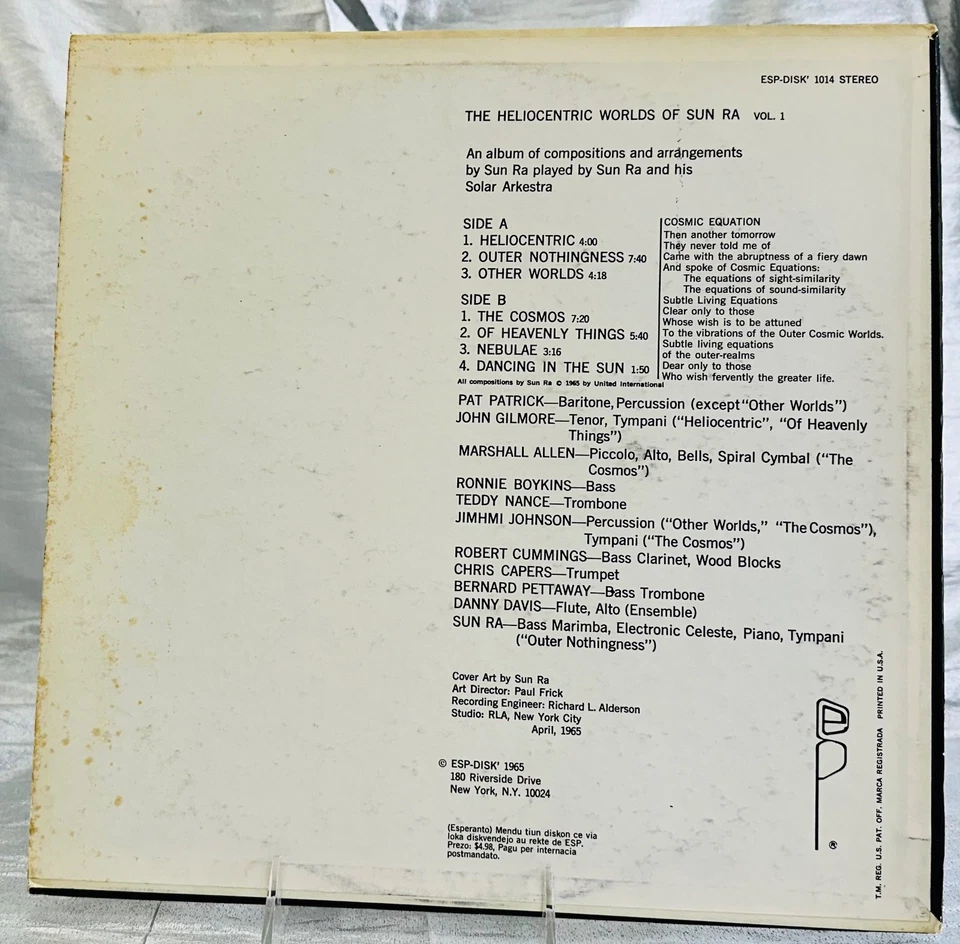 ESP-DISK' 1014 STEREO
THE HELIOCENTRIC WORLDS OF SUN RA VOL. 1
An album of compositions and arrangements
by Sun Ra played by Sun Ra and his
Solar Arkestra
SIDE A
1. HELIOCENTRIC 4:00
2. OUTER NOTHINGNESS 7:40
3. OTHER WORLDS 4:18
SIDE B
1. THE COSMOS 7:20
2. OF HEAVENLY THINGS 5:40
3. NEBULAE 3:16
4. DANCING IN THE SUN 1:50
All compositions by Sun Ra © 1965 by United International
COSMIC EQUATION
Then another tomorrow
They never told me of
Came with the abruptness of a fiery dawn
And spoke of Cosmic Equations:
The equations of sight-similarity
The equations of sound-similarity
Subtle Living Equations
Clear only to those
Whose wish is to be attuned
To the vibrations of the Outer Cosmic Worlds.
Subtle living equations
of the outer-realms
Dear only to those
Who wish fervently the greater life.
PAT PATRICK—Baritone, Percussion (except "Other Worlds")
JOHN GILMORE—Tenor, Tympani ("Heliocentric", "Of Heavenly
Things")
MARSHALL ALLEN—Piccolo, Alto, Bells, Spiral Cymbal ("The
Cosmos")
RONNIE BOYKINS—Bass
TEDDY NANCE—Trombone
JIMHMI JOHNSON—Percussion ("Other Worlds," "The Cosmos"),
Tympani ("The Cosmos")
ROBERT CUMMINGS—Bass Clarinet, Wood Blocks
CHRIS CAPERS—Trumpet
BERNARD PETTAWAY—Bass Trombone
DANNY DAVIS—Flute, Alto (Ensemble)
SUN RA—Bass Marimba, Electronic Celeste, Piano, Tympani
("Outer Nothingness")
Cover Art by Sun Ra
Art Director: Paul Frick
Recording Engineer: Richard L. Alderson
Studio: RLA, New York City
April, 1965
© ESP-DISK' 1965
180 Riverside Drive
New York, N.Y. 10024
(Esperanto) Mendu tiun diskon ce via
loka diskvendejo au rekte de ESP.
Prezo: $4.98, Pagu per internacia
postmandato.
®
T.M. REG. U.S. PAT. OFF. MARCA REGISTRADA PRINTED IN U.S.A.